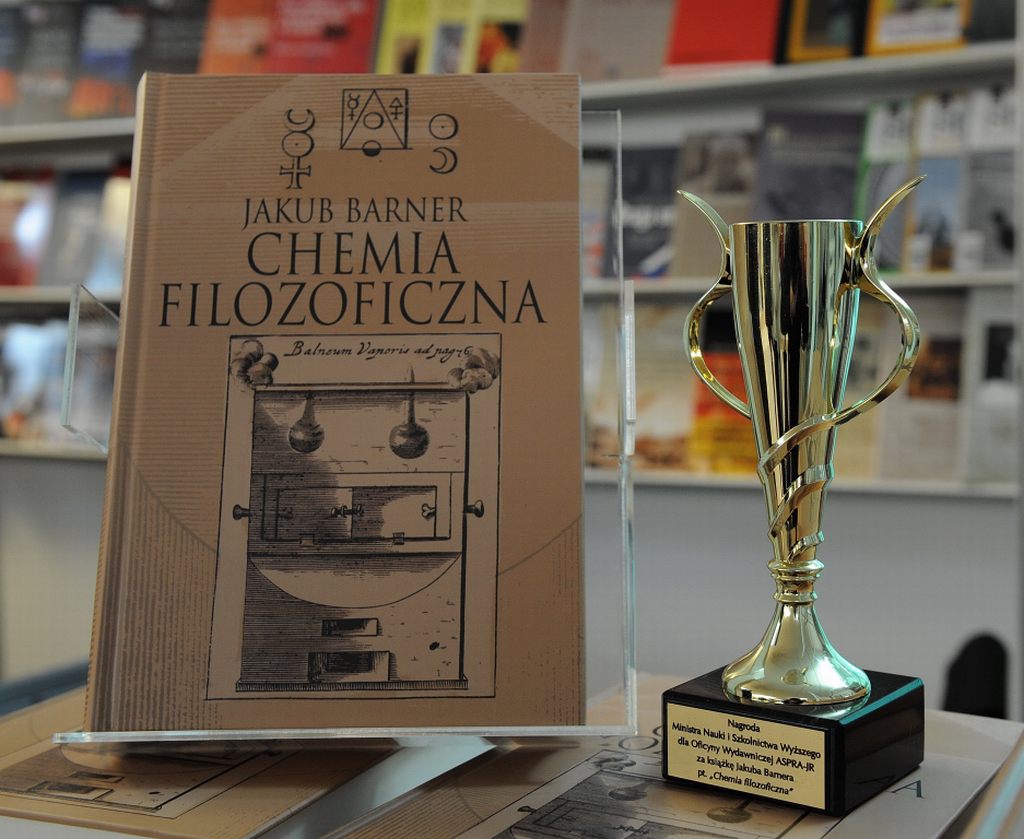 JAKUB BARNER
CHEMIA
FILOZOFICZNA
Balneum Vaporis ad pag 76
Nagroda
Ministra Nauki i Szkolnictwa Wyższego
dla Oficyny Wydawniczej ASPRA-JR
za książkę Jakuba Barnera
pt. „Chemia filozoficzna”